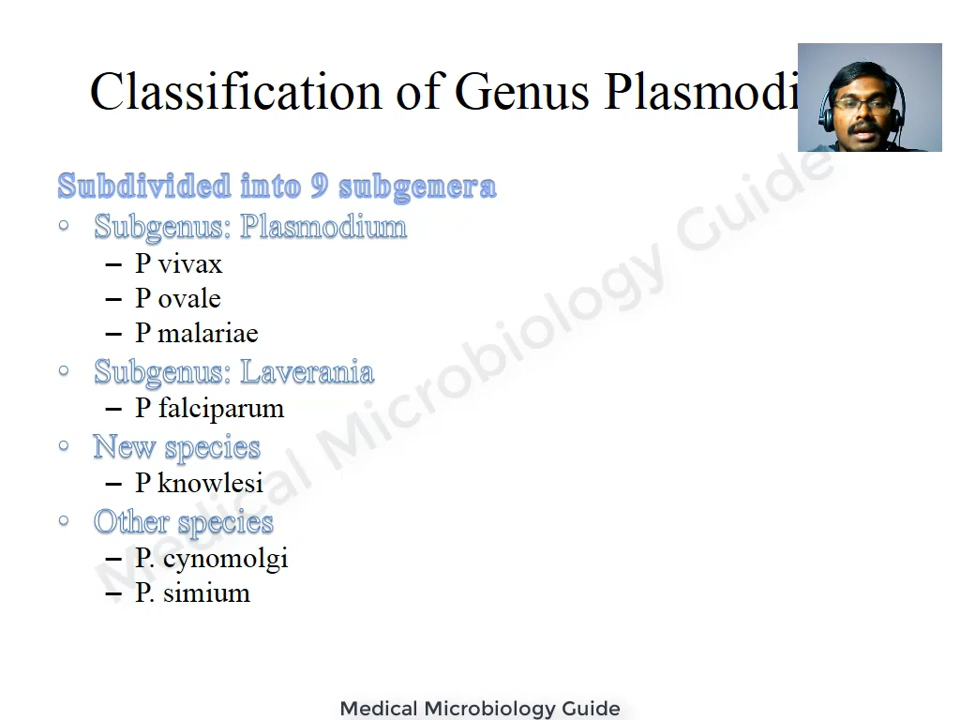 Classification of Genus Plasmodi
Subdivided into 9 subgenera
• Subgenus: Plasmodium
– P vivax
– P ovale
– P malariae
• Subgenus: Laverania
– P falciparum
• New species
– P knowlesi
• Other species
– P. cynomolgi
– P. simium
Medical Microbiology Guide
Medical Microbiology Guide